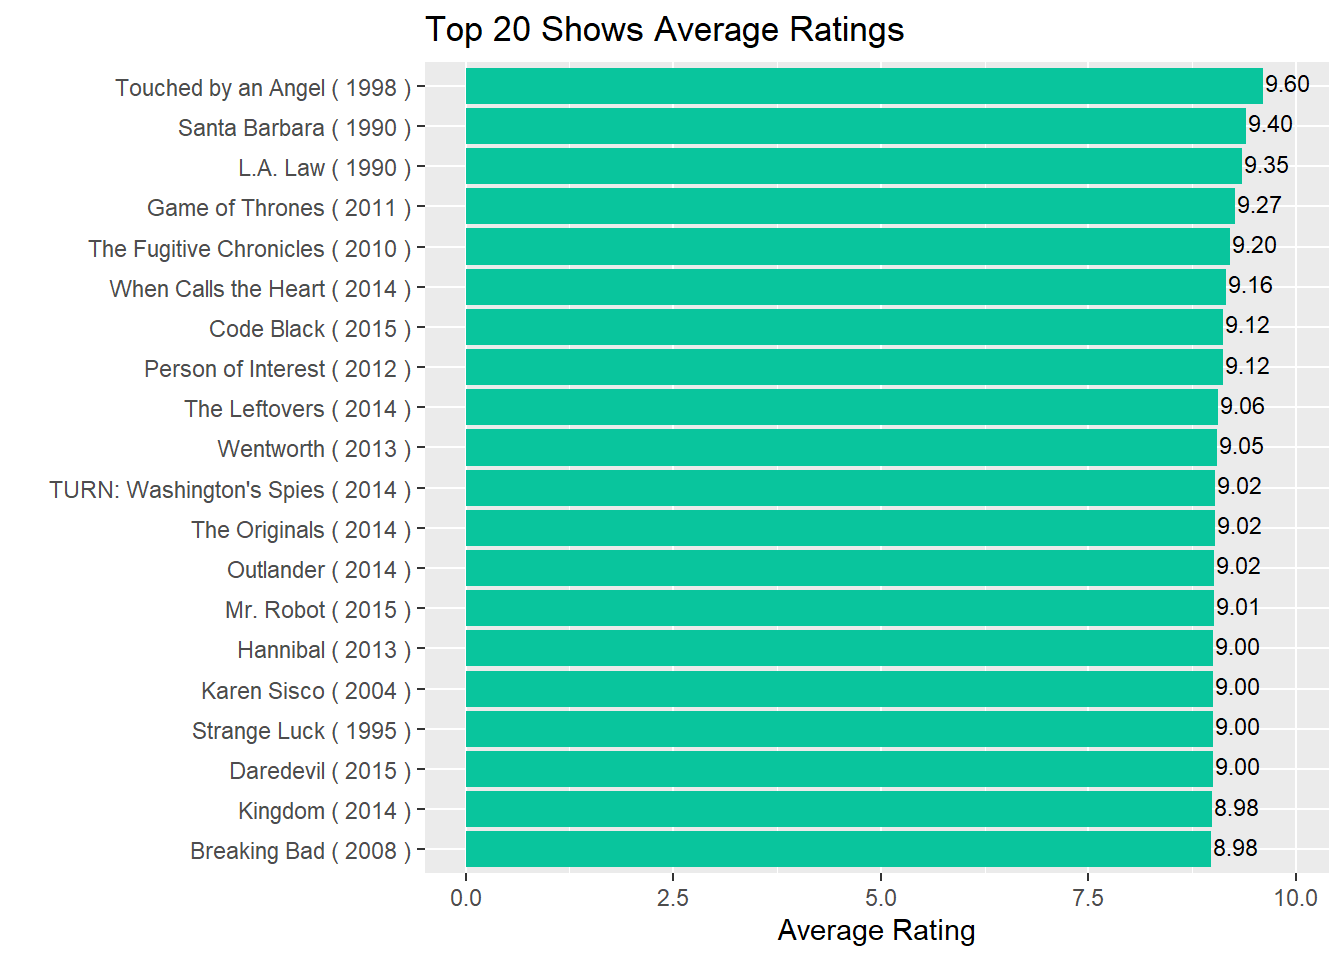 Top 20 Shows Average Ratings
Touched by an Angel ( 1998 ) 9.60
Santa Barbara ( 1990 ) 9.40
L.A. Law ( 1990 ) 9.35
Game of Thrones ( 2011 ) 9.27
The Fugitive Chronicles ( 2010 ) 9.20
When Calls the Heart ( 2014 ) 9.16
Code Black ( 2015 ) 9.12
Person of Interest ( 2012 ) 9.12
The Leftovers ( 2014 ) 9.06
Wentworth ( 2013 ) 9.05
TURN: Washington's Spies ( 2014 ) 9.02
The Originals ( 2014 ) 9.02
Outlander ( 2014 ) 9.02
Mr. Robot ( 2015 ) 9.01
Hannibal ( 2013 ) 9.00
Karen Sisco ( 2004 ) 9.00
Strange Luck ( 1995 ) 9.00
Daredevil ( 2015 ) 9.00
Kingdom ( 2014 ) 8.98
Breaking Bad ( 2008 ) 8.98
0.0 2.5 5.0 7.5 10.0
Average Rating